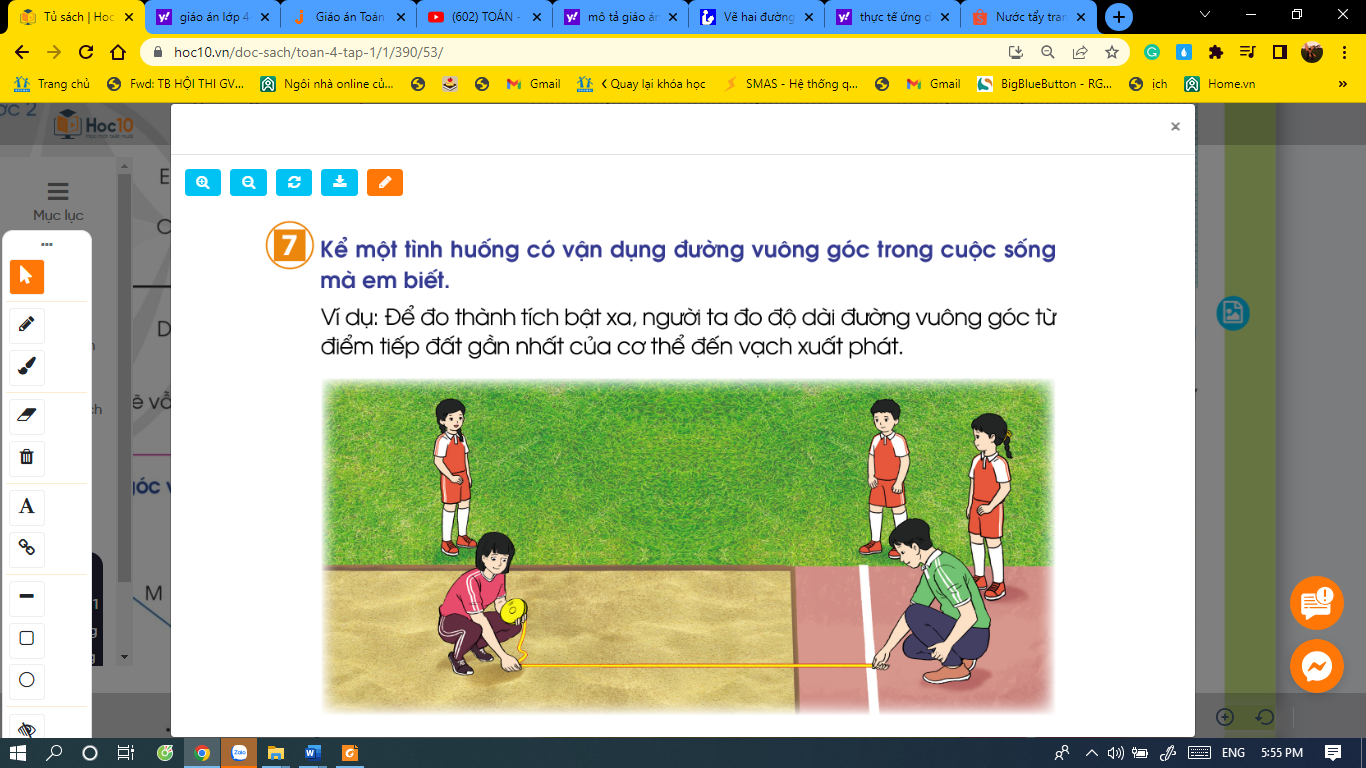 Tủ sách | Hoc
giáo án lớp 4
Giáo án Toán
(602) TOÁN -
mô tả giáo án
Vẽ hai đường
thực tế ứng d
Nước tẩy tran
hoc10.vn/doc-sach/toan-4-tap-1/1/390/53/
Trang chủ
Fwd: TB HỘI THI GV...
Ngôi nhà online củ...
Gmail
Quay lại khóa học
SMAS - Hệ thống q...
Gmail
BigBlueButton - RG...
ịch
Home.vn
»
Hoc10
Mục lục
7 Kể một tình huống có vận dụng đường vuông góc trong cuộc sống
mà em biết.
Ví dụ: Để đo thành tích bật xa, người ta đo độ dài đường vuông góc từ
điểm tiếp đất gần nhất của cơ thể đến vạch xuất phát.
A
M
Zalo
ENG
5:55 PM